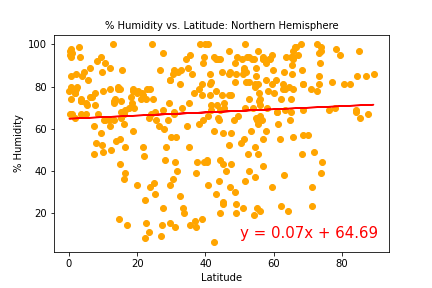 % Humidity vs. Latitude: Northern Hemisphere
100
80
60
40
20
% Humidity
y = 0.07x + 64.69
0 20 40 60 80
Latitude